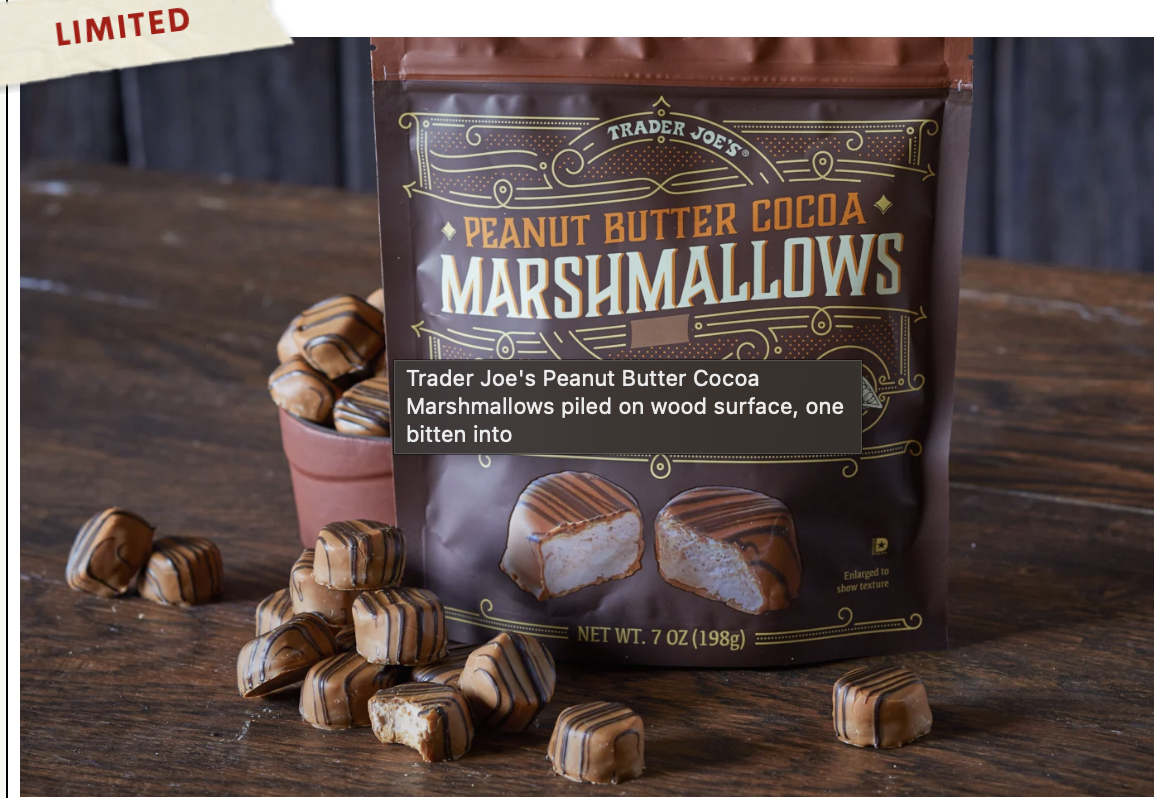 LIMITED
TRADER JOE'S®
PEANUT BUTTER COCOA
MARSHMALLOWS
Trader Joe's Peanut Butter Cocoa
Marshmallows piled on wood surface, one
bitten into
D
Enlarged to
show texture
NET WT. 7 OZ (198g)